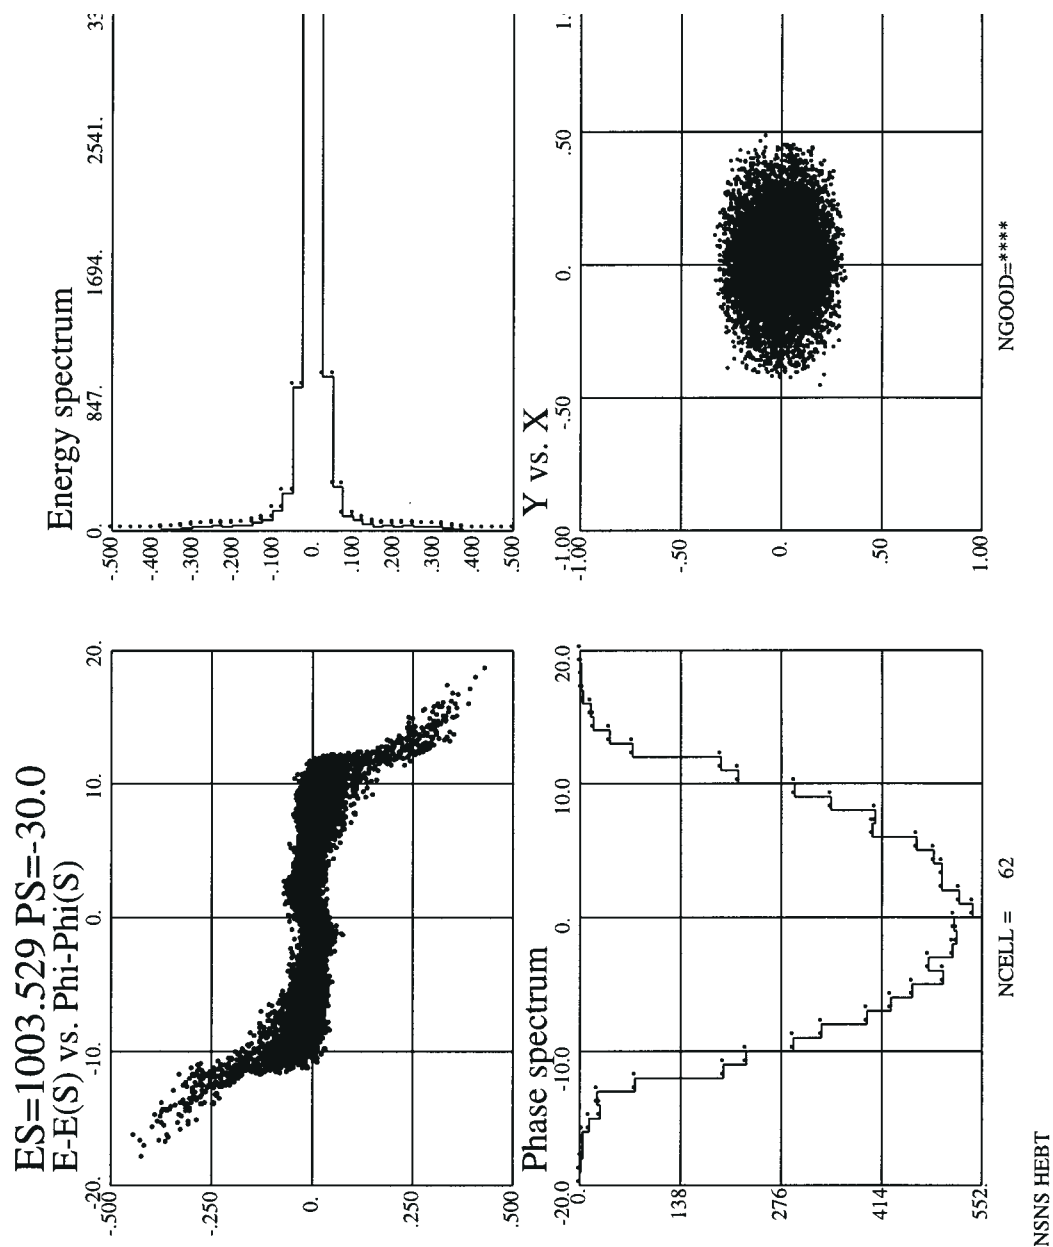 ES=1003.529 PS=-30.0
E-E(S) vs. Phi-Phi(S)
-20. -10. 0. 10. 20.
-.500
-.250
0.
.250
.500
Energy spectrum
0. 847. 1694. 2541.
-.500
-.400
-.300
-.200
-.100
0.
.100
.200
.300
.400
.500
Phase spectrum
-20.0 -10.0 0. 10.0 20.0
0.
138
276
414
552.
Y vs. X
-1.00 -.50 0. .50
-1.00
-.50
0.
.50
1.00
NCELL = 62
NGOOD=****
NSNS HEBT